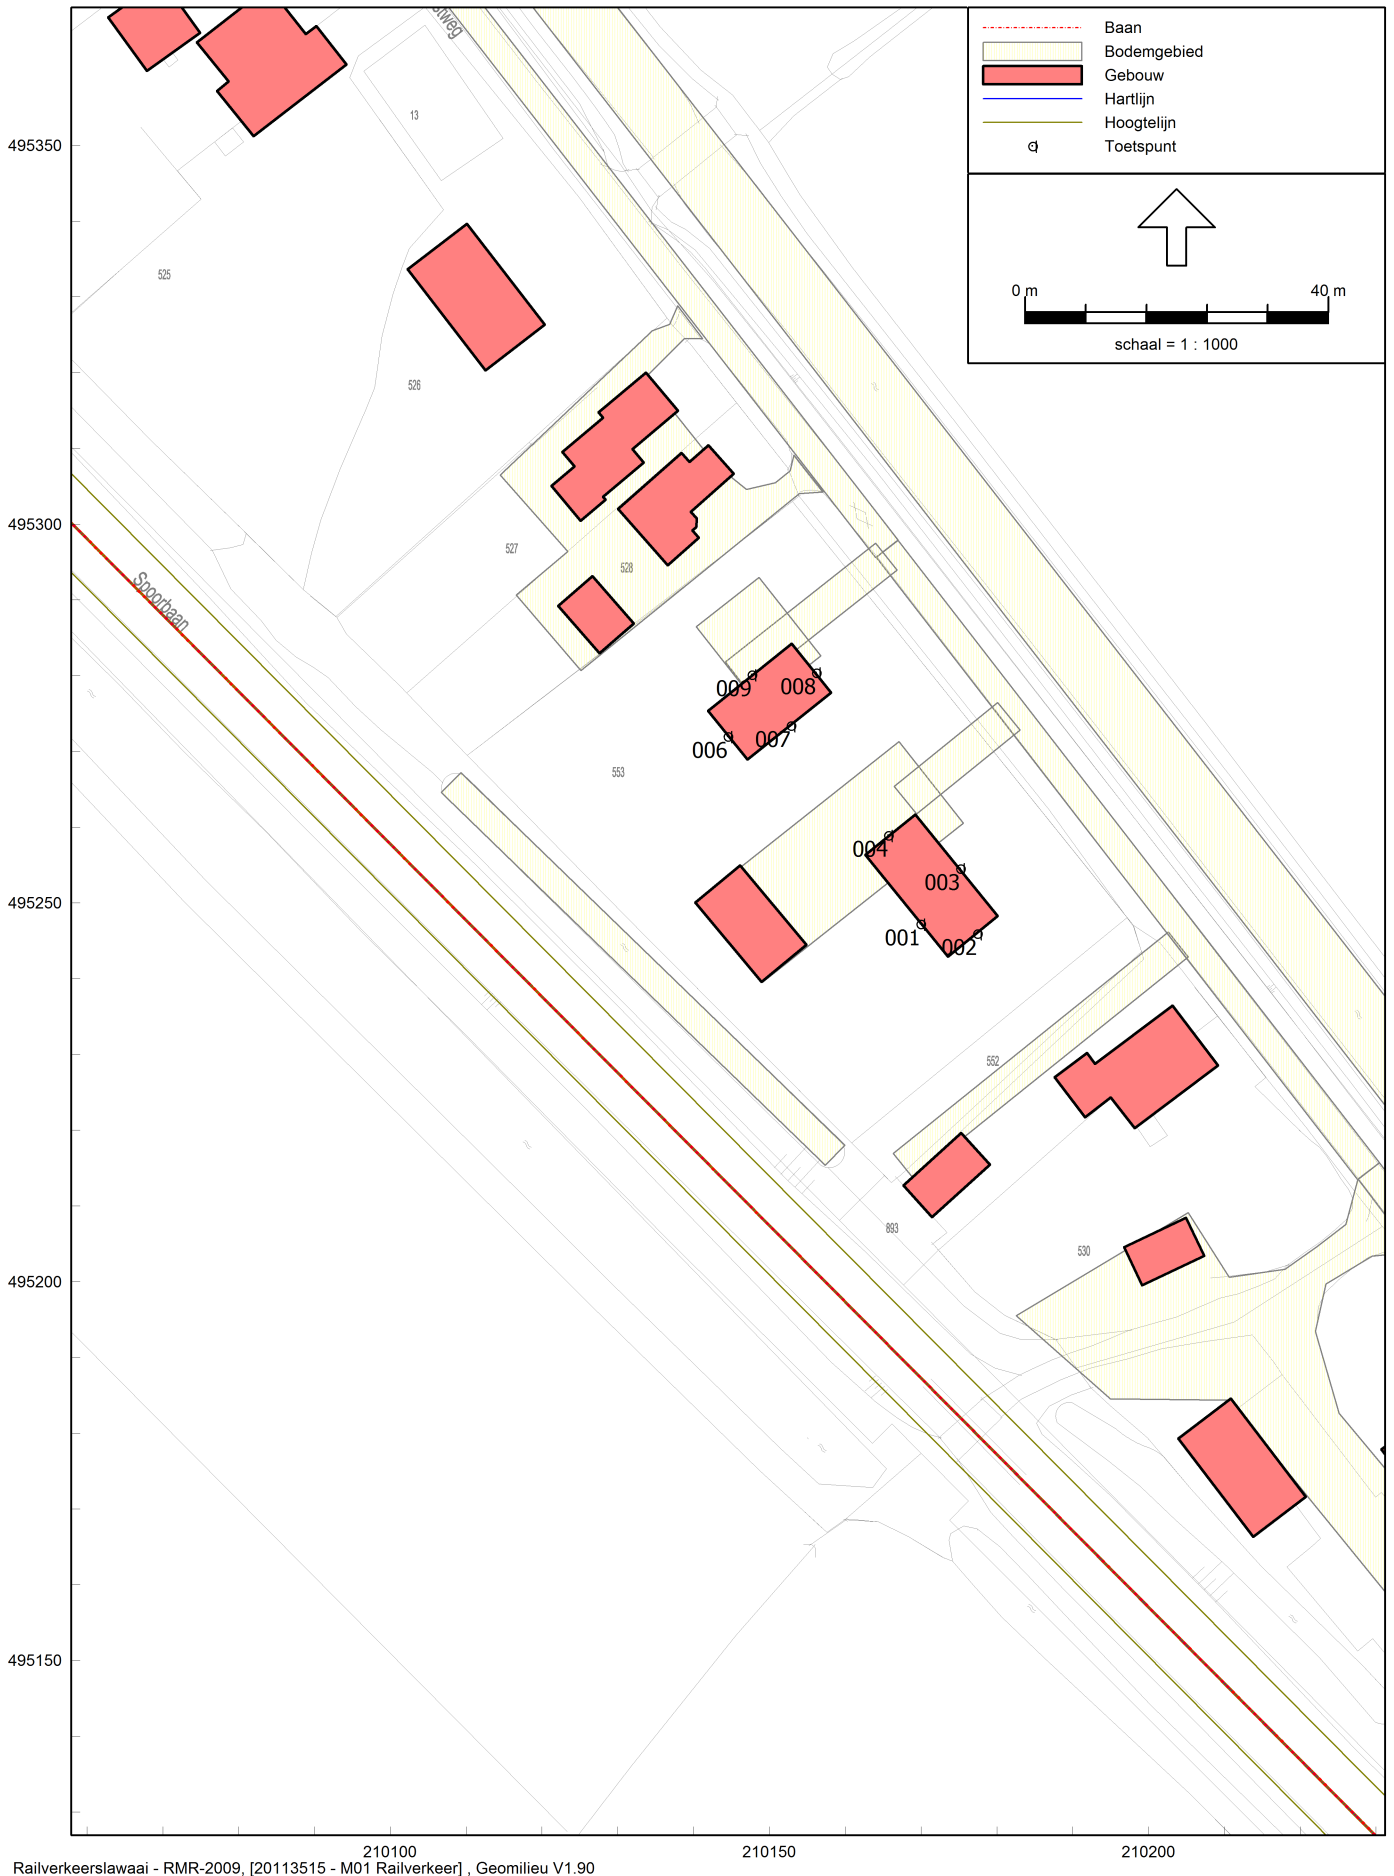 stweg
Baan
Bodemgebied
Gebouw
Hartlijn
Hoogtelijn
Toetspunt
0 m 40 m
schaal = 1 : 1000
495350
13
525
526
495300
527
528
Spoorbaan
009
008
006
007
553
004
003
495250
001
002
552
893
530
495200
495150
210100 210150 210200
Railverkeerslawaai - RMR-2009, [20113515 - M01 Railverkeer] , Geomilieu V1.90